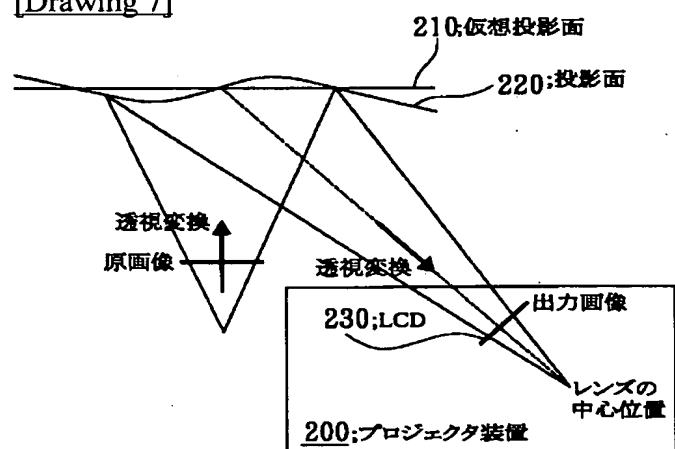 [Drawing 7]
210;仮想投影面
220;投影面
透視変換
原画像
透視変換
出力画像
230;LCD
レンズの
中心位置
200;プロジェクタ装置